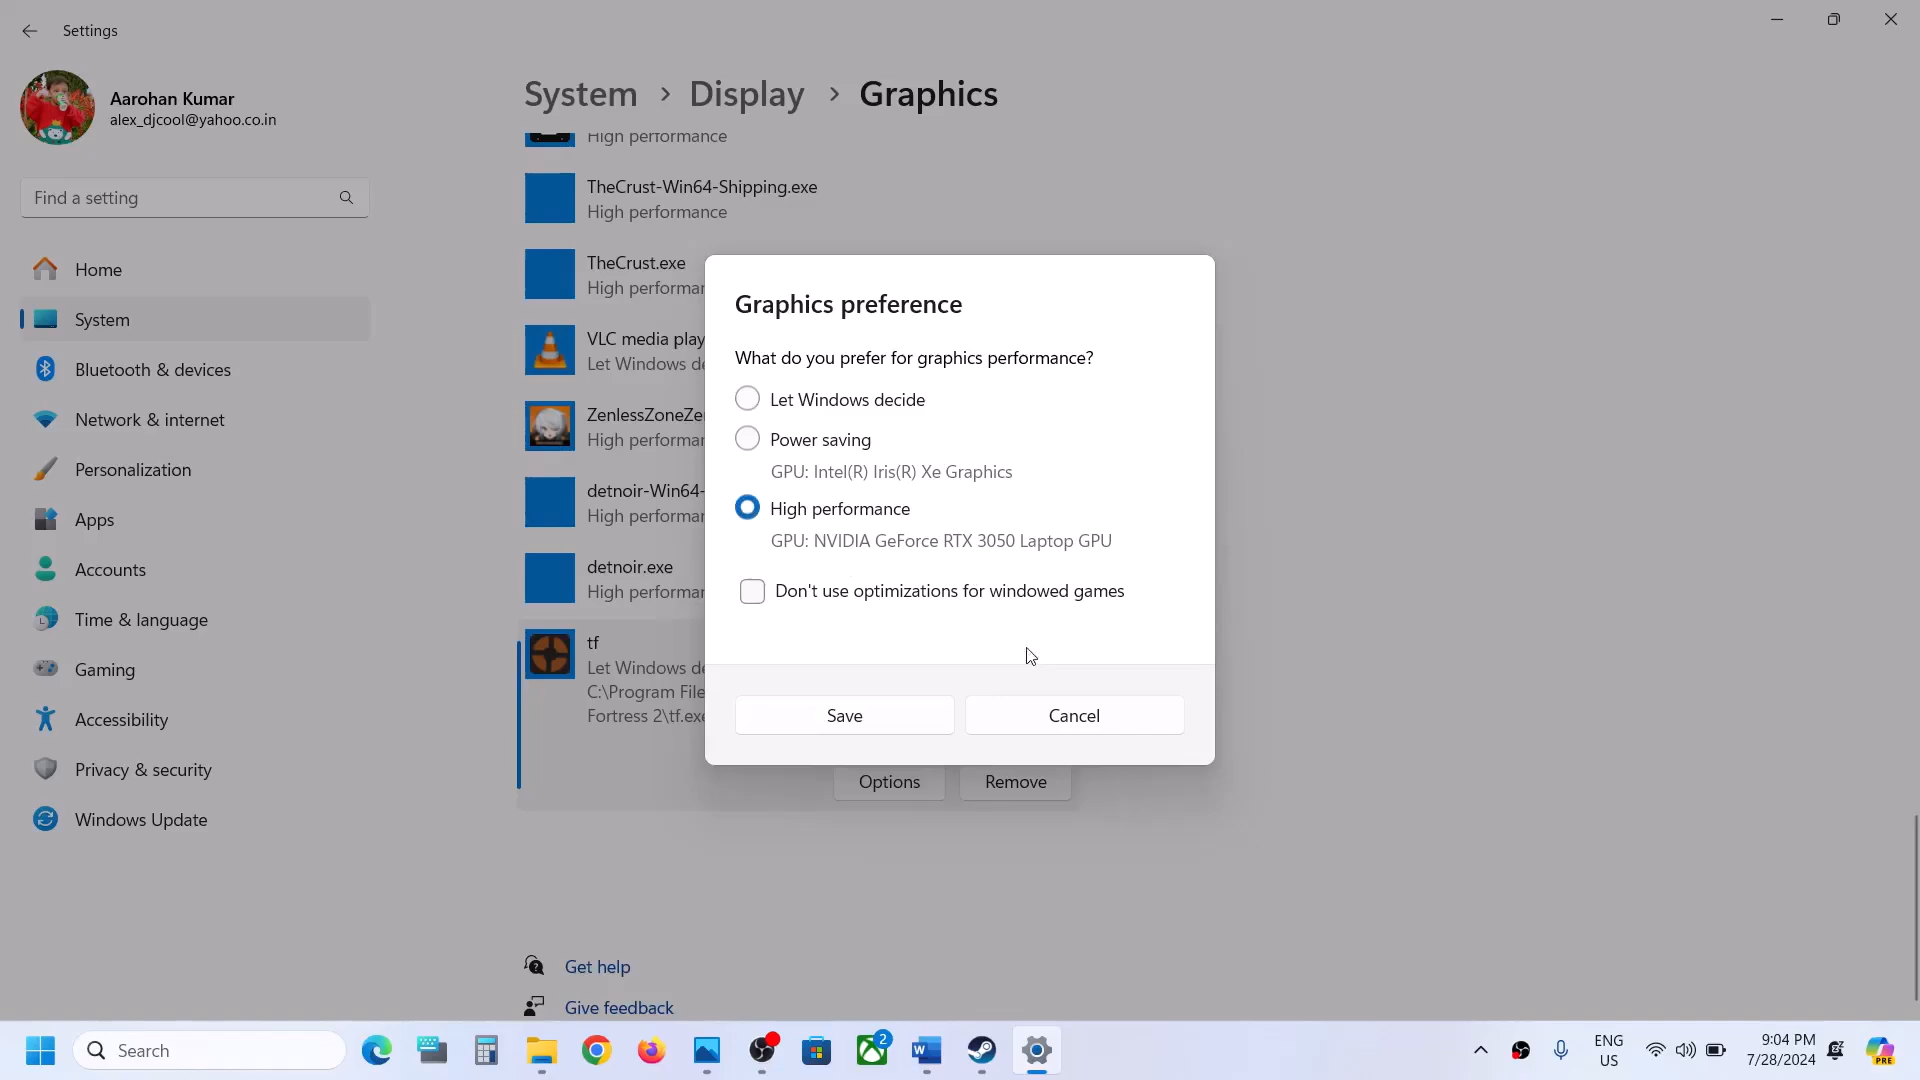 Settings
Aarohan Kumar
alex_djcool@yahoo.co.in
Find a setting
Home
System
Bluetooth & devices
Network & internet
Personalization
Apps
Accounts
Time & language
Gaming
Accessibility
Privacy & security
Windows Update
System > Display > Graphics
High performance
TheCrust-Win64-Shipping.exe
High performance
TheCrust.exe
High performan
VLC media play
Let Windows de
ZenlessZoneZe
High performan
detnoir-Win64-
High performan
detnoir.exe
High performan
tf
Let Windows de
C:\Program File
Fortress 2\tf.exe
Options
Remove
Graphics preference
What do you prefer for graphics performance?
Let Windows decide
Power saving
GPU: Intel(R) Iris(R) Xe Graphics
High performance
GPU: NVIDIA GeForce RTX 3050 Laptop GPU
Don't use optimizations for windowed games
Save
Cancel
Get help
Give feedback
Search
2
ENG
US
9:04 PM
7/28/2024
PRE